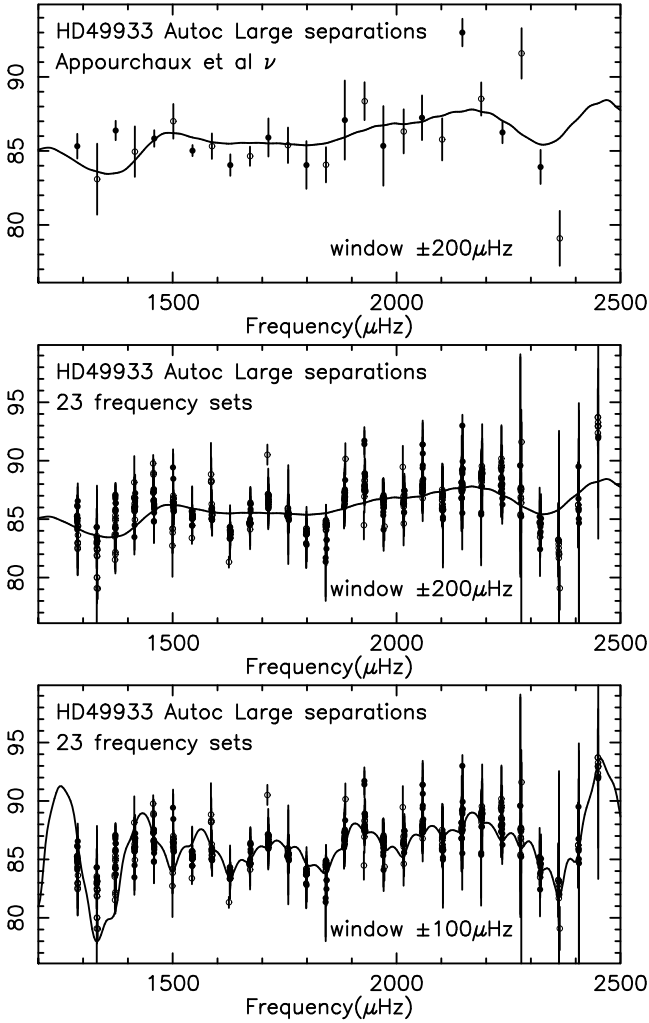 HD49933 Autoc Large separations
Appourchaux et al ν
90
85
80
window ±200μHz
1500 2000 2500
Frequency(μHz)
HD49933 Autoc Large separations
23 frequency sets
95
90
85
80
window ±200μHz
1500 2000 2500
Frequency(μHz)
HD49933 Autoc Large separations
23 frequency sets
95
90
85
80
window ±100μHz
1500 2000 2500
Frequency(μHz)